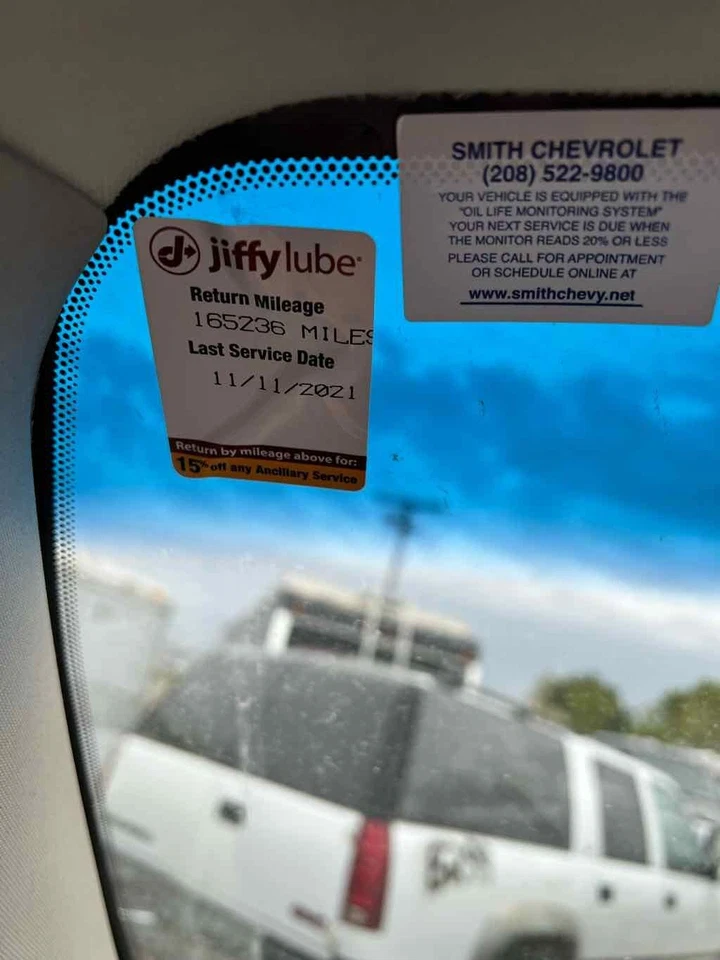 SMITH CHEVROLET
(208) 522-9800
YOUR VEHICLE IS EQUIPPED WITH THE
"OIL LIFE MONITORING SYSTEM"
YOUR NEXT SERVICE IS DUE WHEN
THE MONITOR READS 20% OR LESS
PLEASE CALL FOR APPOINTMENT
OR SCHEDULE ONLINE AT
www.smithchevy.net
jiffy lube
Return Mileage
165236 MILES
Last Service Date
11/11/2021
Return by mileage above for:
15% off any Ancillary Service